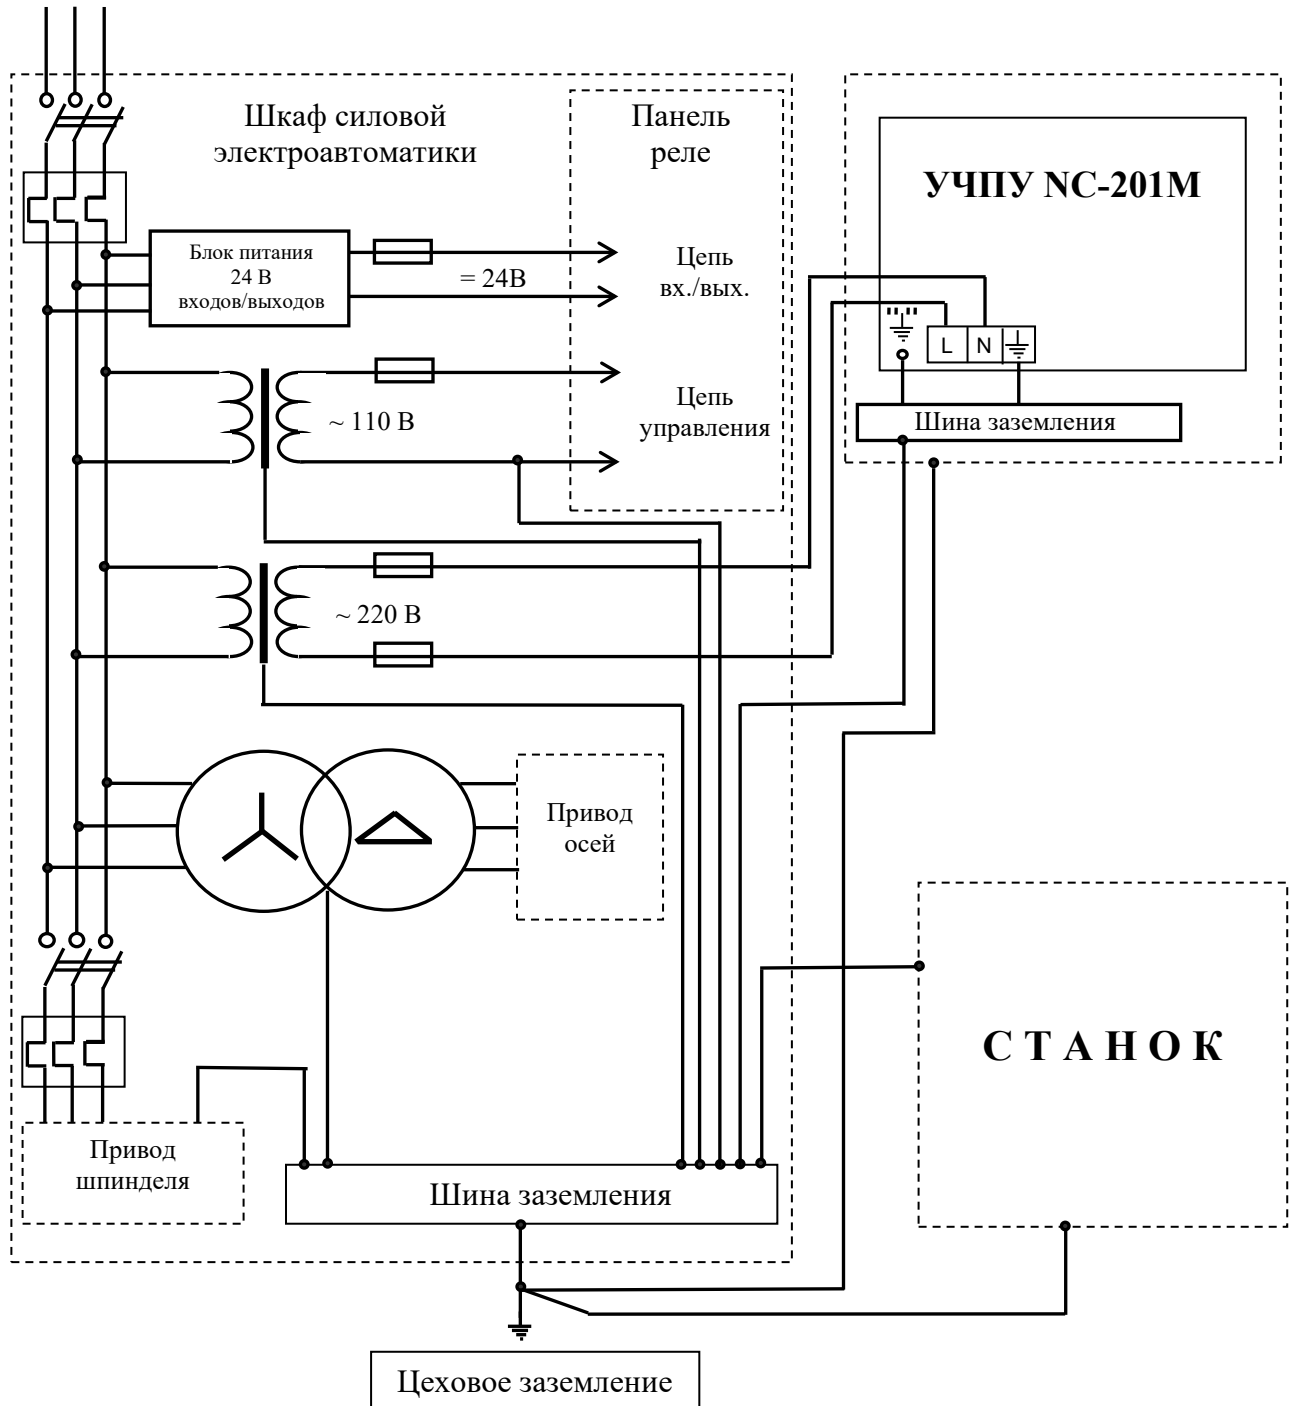 Шкаф силовой
электроавтоматики
Панель
реле
УЧПУ NC-201M
Блок питания
24 В
входов/выходов
= 24В
Цепь
вх./вых.
L N
~ 110 В
Цепь
управления
Шина заземления
~ 220 В
Привод
осей
С Т А Н О К
Привод
шпинделя
Шина заземления
Цеховое заземление